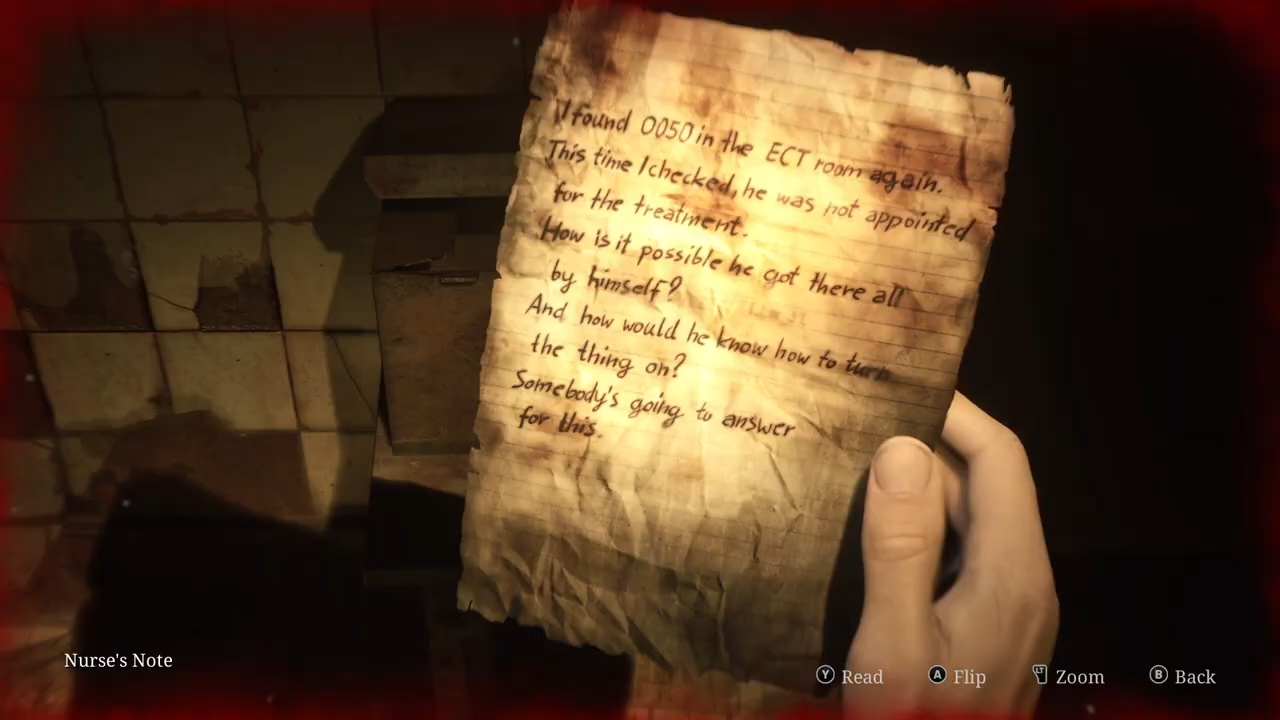 I found 0050 in the ECT room again.
This time I checked, he was not appointed
for the treatment.
How is it possible he got there all
by himself?
And how would he know how to turn
the thing on?
Somebody's going to answer
for this.
Nurse's Note
Y Read
A Flip
LT Zoom
B Back